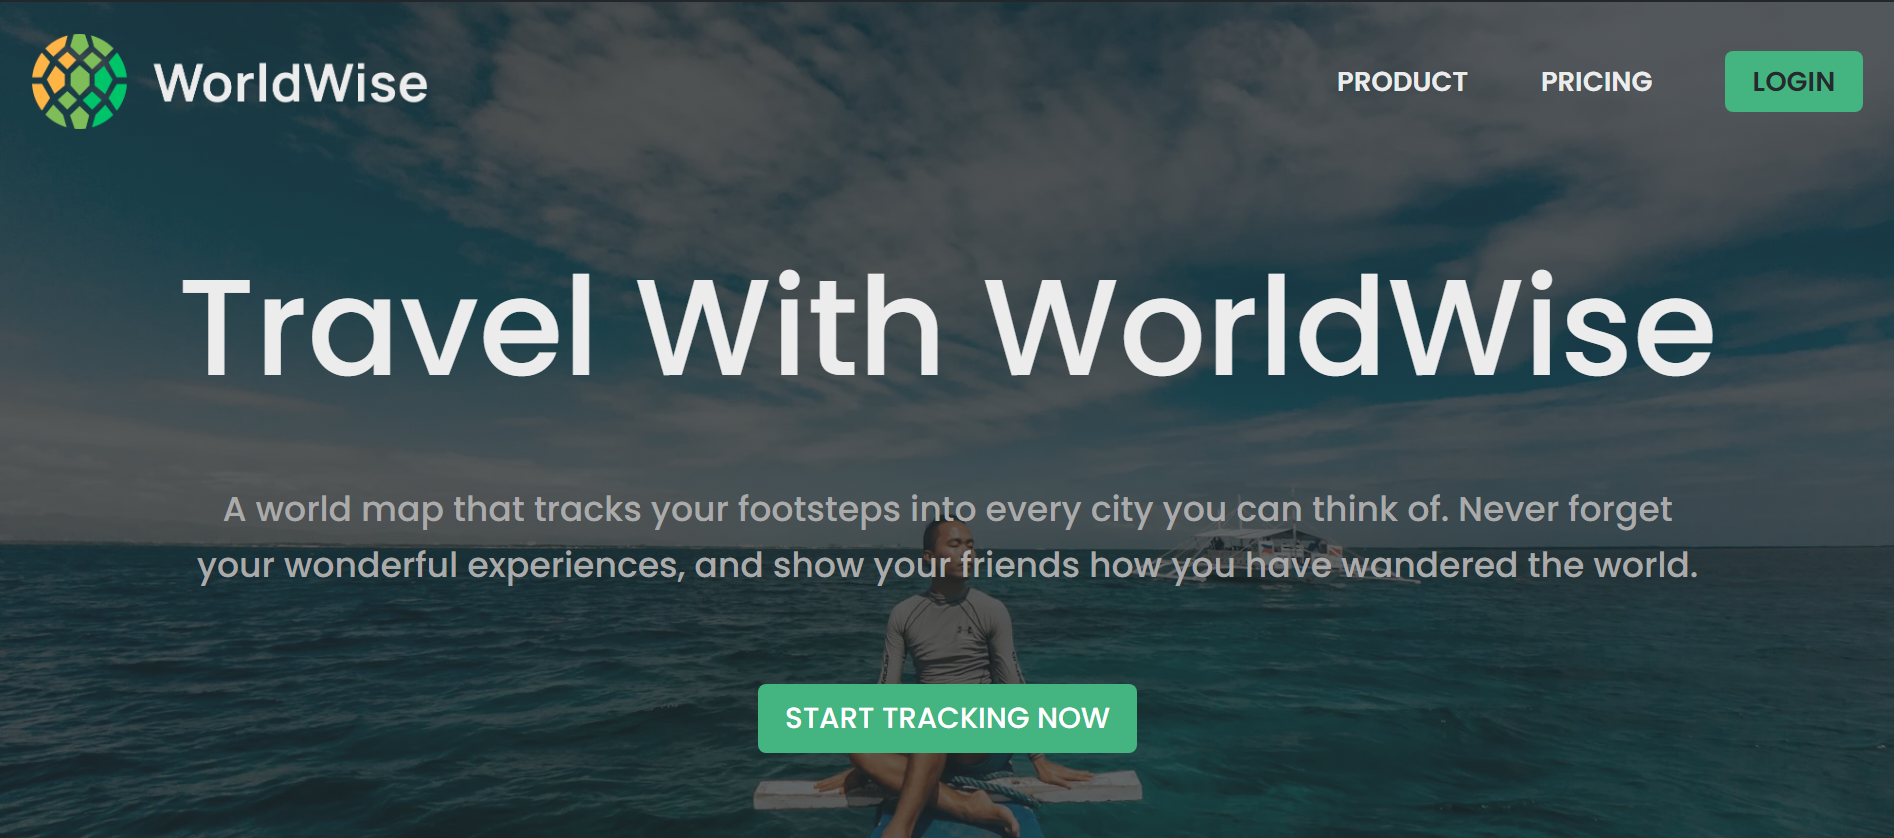 WorldWise
PRODUCT
PRICING
LOGIN
Travel With WorldWise
A world map that tracks your footsteps into every city you can think of. Never forget
your wonderful experiences, and show your friends how you have wandered the world.
START TRACKING NOW